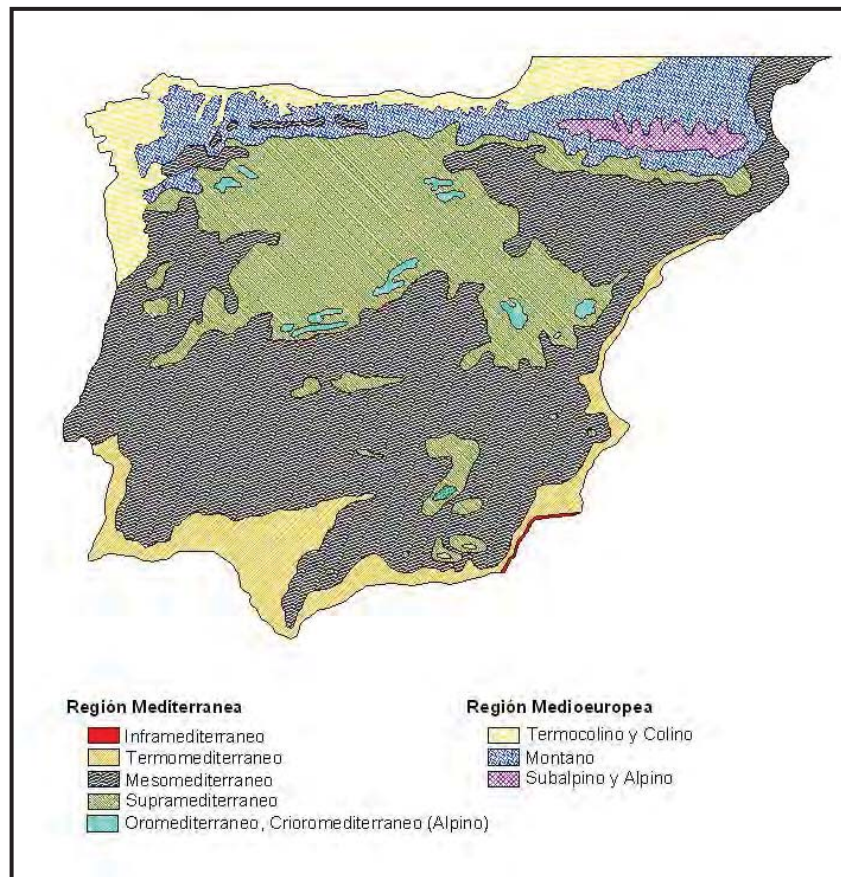 Región Mediterranea
Inframediterraneo
Termomediterraneo
Mesomediterraneo
Supramediterraneo
Oromediterraneo, Crioromediterraneo (Alpino)
Región Medioeuropea
Termocolino y Colino
Montano
Subalpino y Alpino